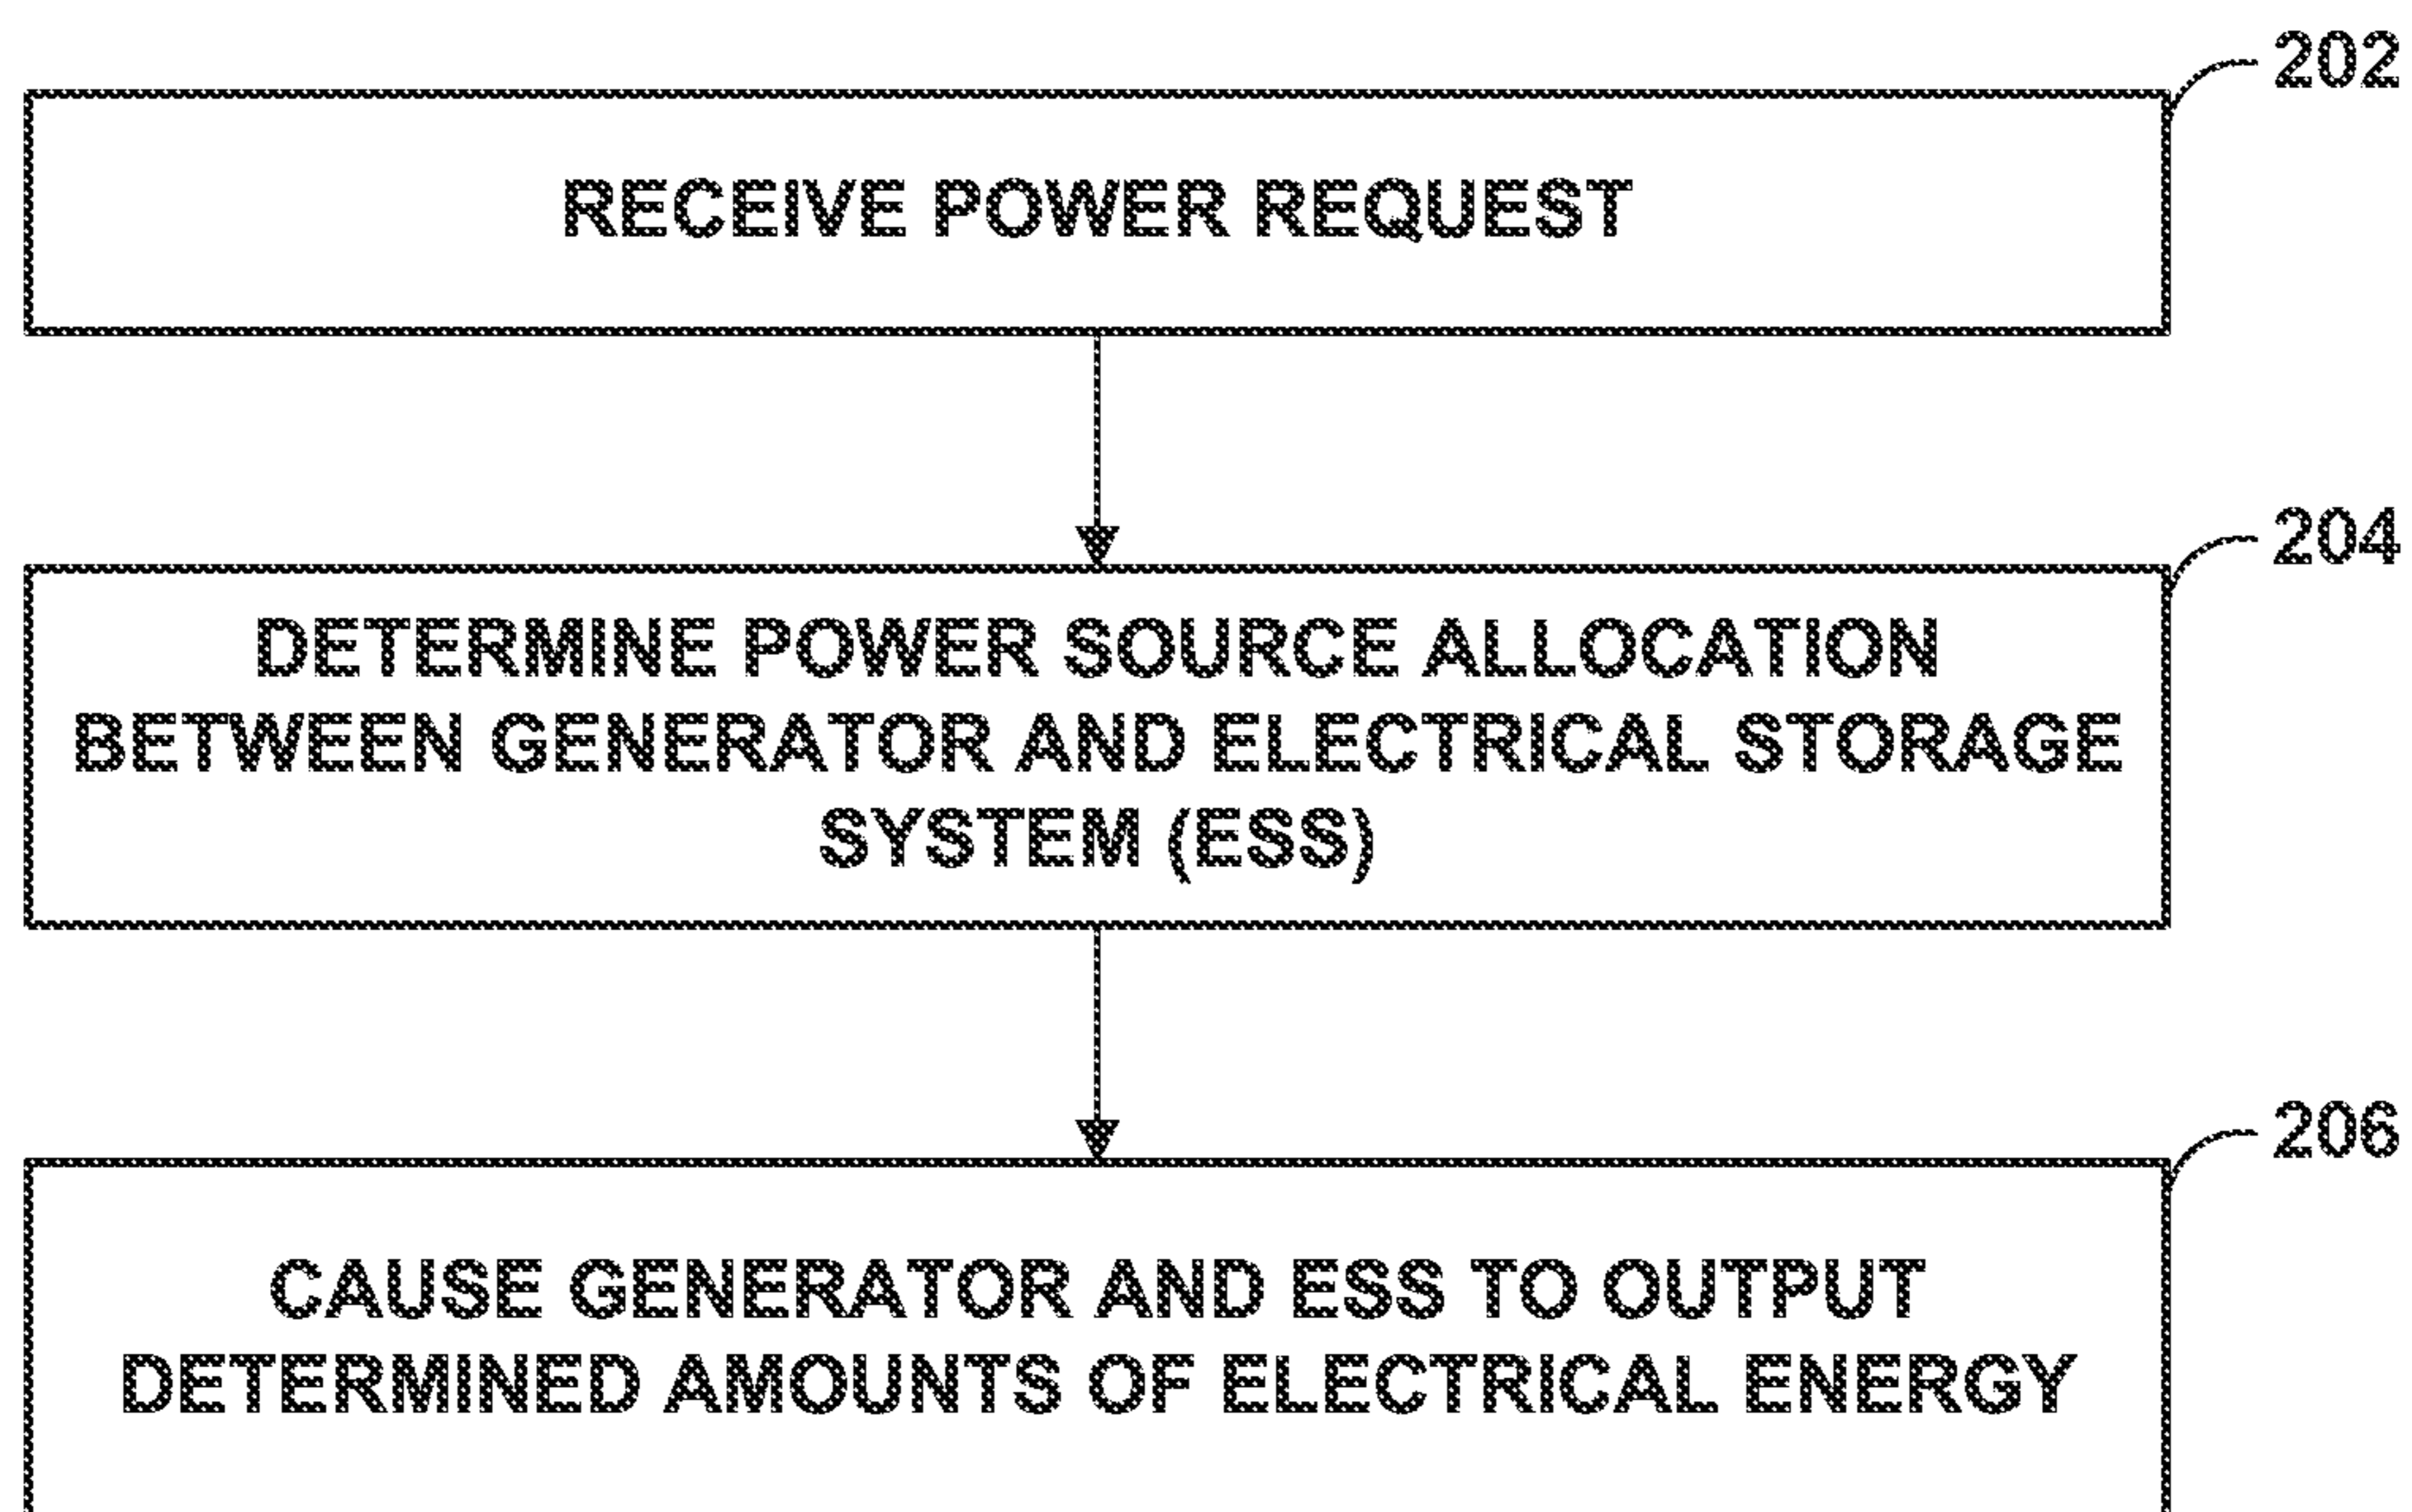 202
RECEIVE POWER REQUEST
204
DETERMINE POWER SOURCE ALLOCATION
BETWEEN GENERATOR AND ELECTRICAL STORAGE
SYSTEM (ESS)
206
CAUSE GENERATOR AND ESS TO OUTPUT
DETERMINED AMOUNTS OF ELECTRICAL ENERGY